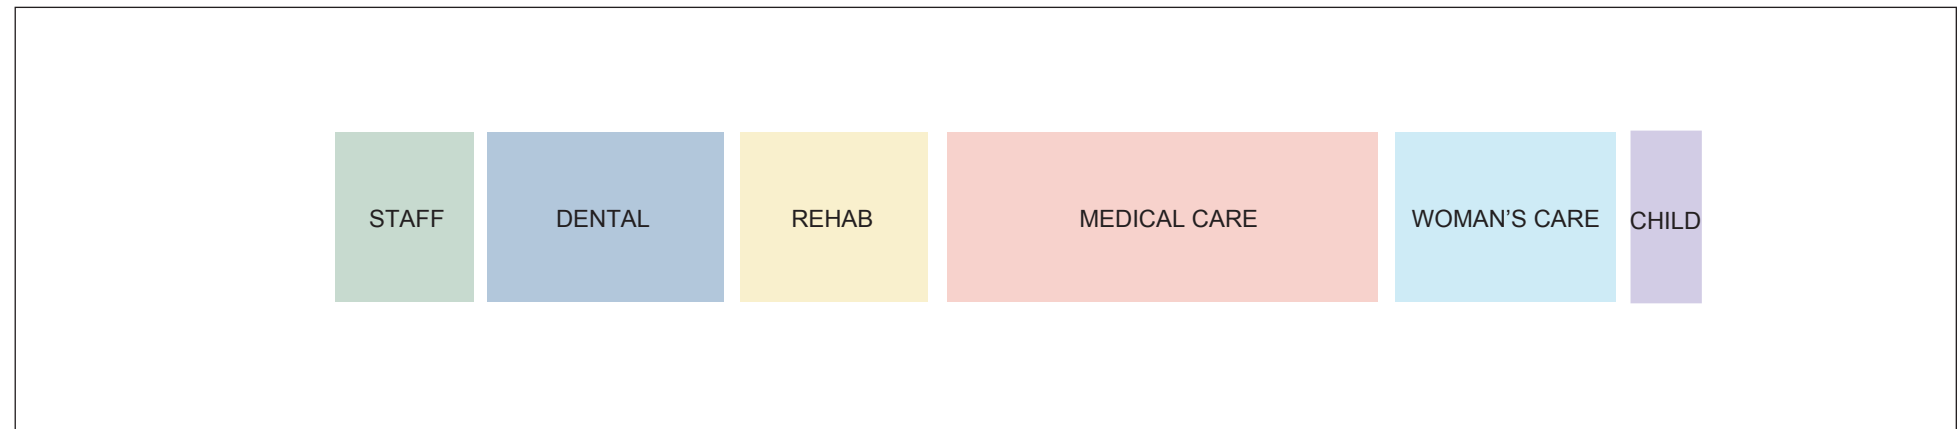 STAFF
DENTAL
REHAB
MEDICAL CARE
WOMAN’S CARE
CHILD